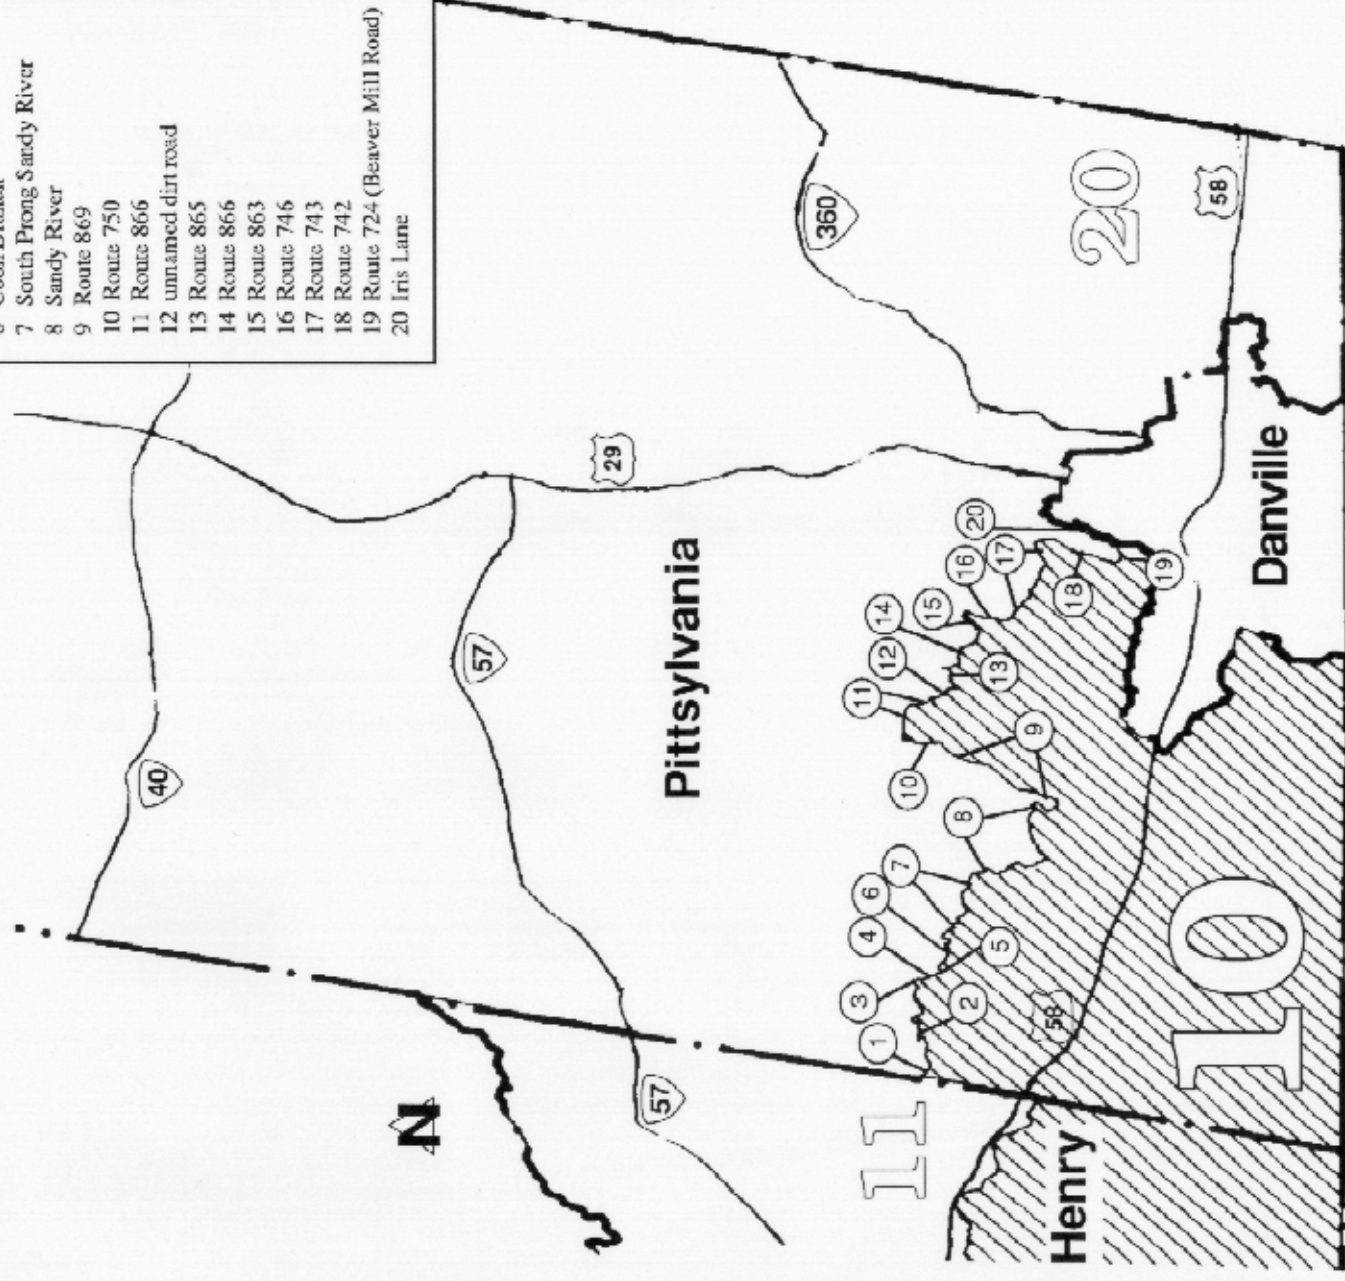 7 South Prong Sandy River
8 Sandy River
9 Route 869
10 Route 750
11 Route 866
12 unnamed dirt road
13 Route 865
14 Route 866
15 Route 863
16 Route 746
17 Route 743
18 Route 742
19 Route 724 (Beaver Mill Road)
20 Iris Lane
40
57
29
360
N
57
Pittsylvania
20
58
11
1
2
3
4
5
6
7
8
9
10
11
12
13
14
15
16
17
18
19
20
58
Danville
Henry
10